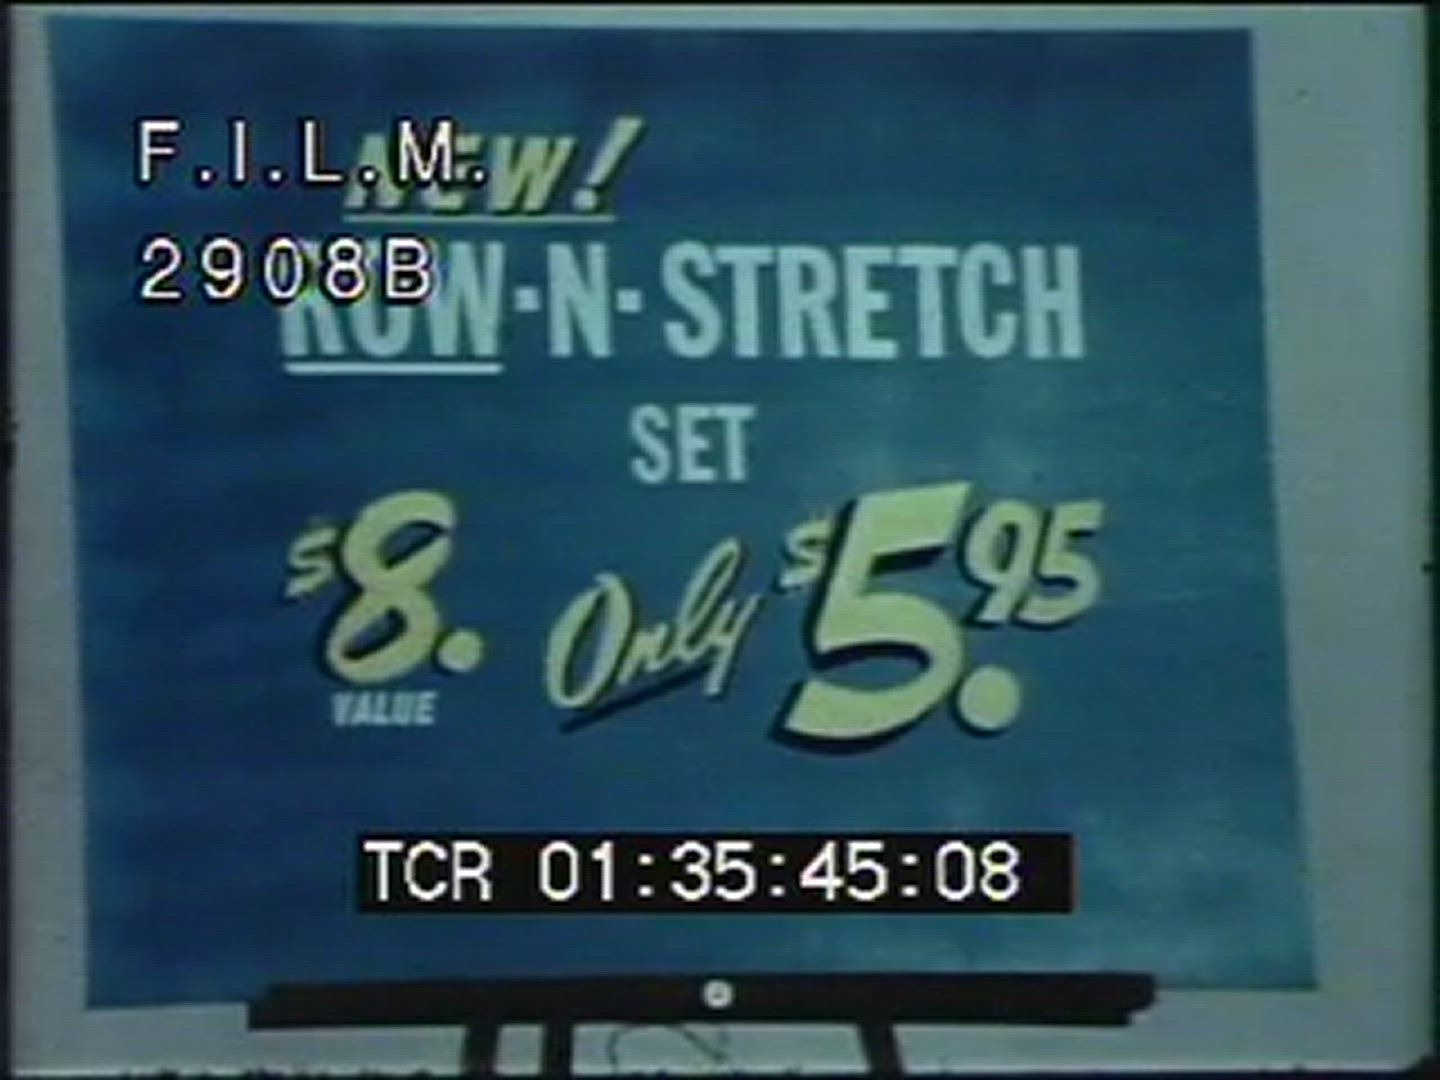 F.I.L.M.
NEW!
2908B
ROW-N-STRETCH
SET
$8.
VALUE
Only $5.95
TCR 01:35:45:08